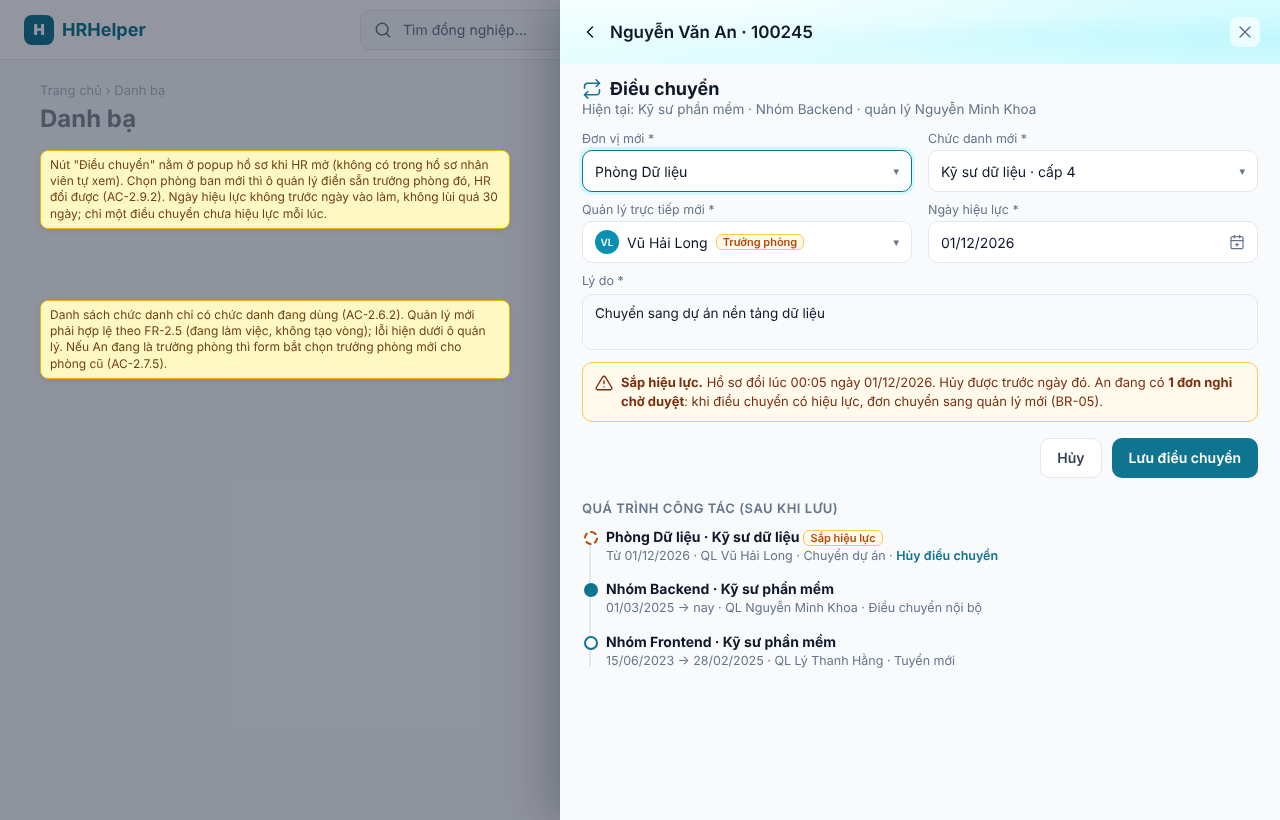 H HRHelper
Tìm đồng nghiệp...
Trang chủ › Danh bạ
Danh bạ
Nút "Điều chuyển" nằm ở popup hồ sơ khi HR mở (không có trong hồ sơ nhân
viên tự xem). Chọn phòng ban mới thì ô quản lý điền sẵn trưởng phòng đó, HR
đổi được (AC-2.9.2). Ngày hiệu lực không trước ngày vào làm, không lùi quá 30
ngày; chỉ một điều chuyển chưa hiệu lực mỗi lúc.
Danh sách chức danh chỉ có chức danh đang dùng (AC-2.6.2). Quản lý mới
phải hợp lệ theo FR-2.5 (đang làm việc, không tạo vòng); lỗi hiện dưới ô quản
lý. Nếu An đang là trưởng phòng thì form bắt chọn trưởng phòng mới cho
phòng cũ (AC-2.7.5).
Nguyễn Văn An · 100245
Điều chuyển
Hiện tại: Kỹ sư phần mềm · Nhóm Backend · quản lý Nguyễn Minh Khoa
Đơn vị mới *
Phòng Dữ liệu
Chức danh mới *
Kỹ sư dữ liệu · cấp 4
Quản lý trực tiếp mới *
VL Vũ Hải Long Trưởng phòng
Ngày hiệu lực *
01/12/2026
Lý do *
Chuyển sang dự án nền tảng dữ liệu
Sắp hiệu lực. Hồ sơ đổi lúc 00:05 ngày 01/12/2026. Hủy được trước ngày đó. An đang có 1 đơn nghỉ
chờ duyệt: khi điều chuyển có hiệu lực, đơn chuyển sang quản lý mới (BR-05).
Hủy
Lưu điều chuyển
QUÁ TRÌNH CÔNG TÁC (SAU KHI LƯU)
Phòng Dữ liệu · Kỹ sư dữ liệu Sắp hiệu lực
Từ 01/12/2026 · QL Vũ Hải Long · Chuyển dự án · Hủy điều chuyển
Nhóm Backend · Kỹ sư phần mềm
01/03/2025 → nay · QL Nguyễn Minh Khoa · Điều chuyển nội bộ
Nhóm Frontend · Kỹ sư phần mềm
15/06/2023 → 28/02/2025 · QL Lý Thanh Hằng · Tuyển mới